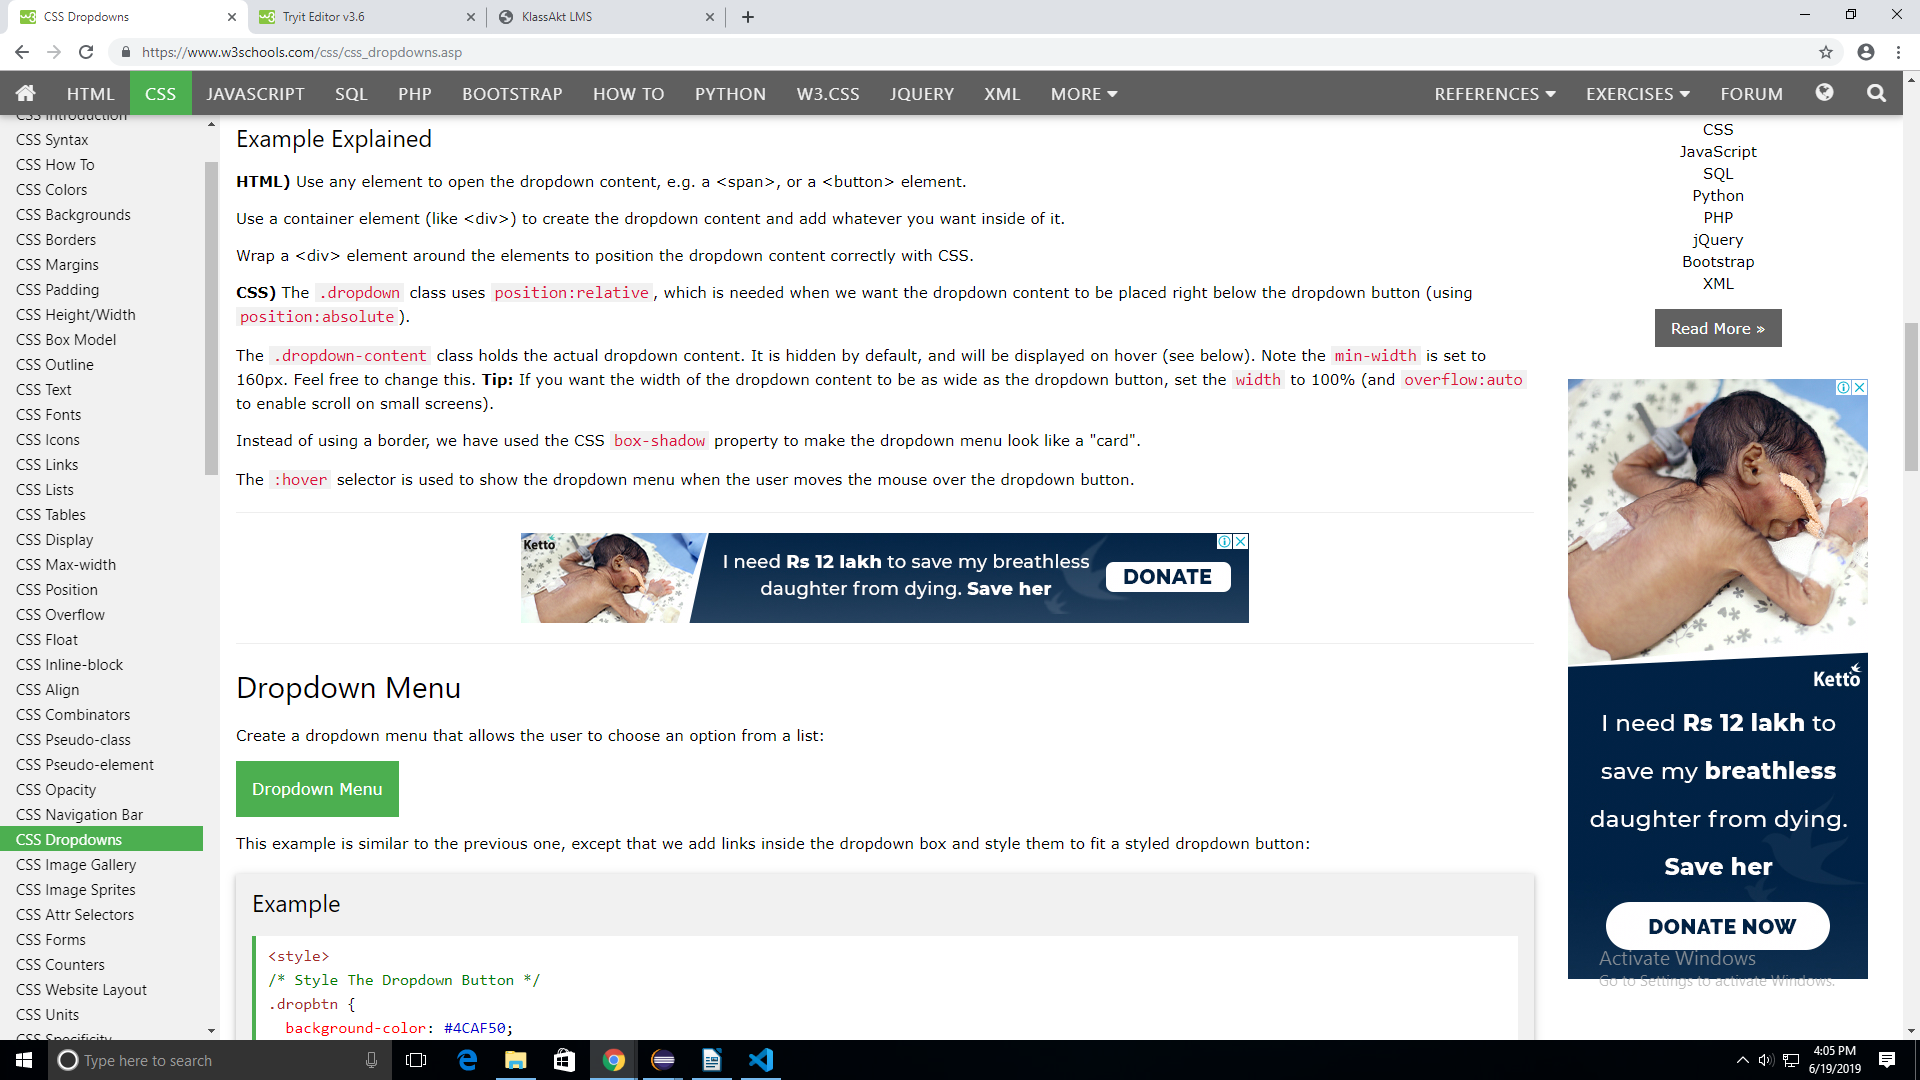 CSS Dropdowns
Tryit Editor v3.6
KlassAkt LMS
https://www.w3schools.com/css/css_dropdowns.asp
HTML
CSS
JAVASCRIPT
SQL
PHP
BOOTSTRAP
HOW TO
PYTHON
W3.CSS
JQUERY
XML
MORE
REFERENCES
EXERCISES
FORUM
CSS Introduction
CSS Syntax
CSS How To
CSS Colors
CSS Backgrounds
CSS Borders
CSS Margins
CSS Padding
CSS Height/Width
CSS Box Model
CSS Outline
CSS Text
CSS Fonts
CSS Icons
CSS Links
CSS Lists
CSS Tables
CSS Display
CSS Max-width
CSS Position
CSS Overflow
CSS Float
CSS Inline-block
CSS Align
CSS Combinators
CSS Pseudo-class
CSS Pseudo-element
CSS Opacity
CSS Navigation Bar
CSS Dropdowns
CSS Image Gallery
CSS Image Sprites
CSS Attr Selectors
CSS Forms
CSS Counters
CSS Website Layout
CSS Units
CSS Specificity
Example Explained
HTML) Use any element to open the dropdown content, e.g. a <span>, or a <button> element.
Use a container element (like <div>) to create the dropdown content and add whatever you want inside of it.
Wrap a <div> element around the elements to position the dropdown content correctly with CSS.
CSS) The .dropdown class uses position:relative, which is needed when we want the dropdown content to be placed right below the dropdown button (using
position:absolute).
The .dropdown-content class holds the actual dropdown content. It is hidden by default, and will be displayed on hover (see below). Note the min-width is set to
160px. Feel free to change this. Tip: If you want the width of the dropdown content to be as wide as the dropdown button, set the width to 100% (and overflow:auto
to enable scroll on small screens).
Instead of using a border, we have used the CSS box-shadow property to make the dropdown menu look like a "card".
The :hover selector is used to show the dropdown menu when the user moves the mouse over the dropdown button.
Ketto
I need Rs 12 lakh to save my breathless
daughter from dying. Save her
DONATE
Dropdown Menu
Create a dropdown menu that allows the user to choose an option from a list:
Dropdown Menu
This example is similar to the previous one, except that we add links inside the dropdown box and style them to fit a styled dropdown button:
Example
<style>
/* Style The Dropdown Button */
.dropbtn {
background-color: #4CAF50;
CSS
JavaScript
SQL
Python
PHP
jQuery
Bootstrap
XML
Read More »
Ketto
I need Rs 12 lakh to
save my breathless
daughter from dying.
Save her
DONATE NOW
Activate Windows
Go to Settings to activate Windows.
Type here to search
4:05 PM
6/19/2019